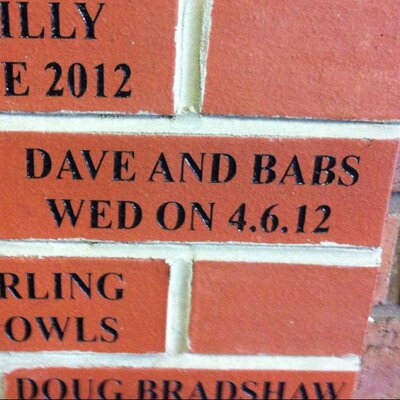 ILLY
E 2012
DAVE AND BABS
WED ON 4.6.12
RLING
OWLS
DOUG BRADSHAW